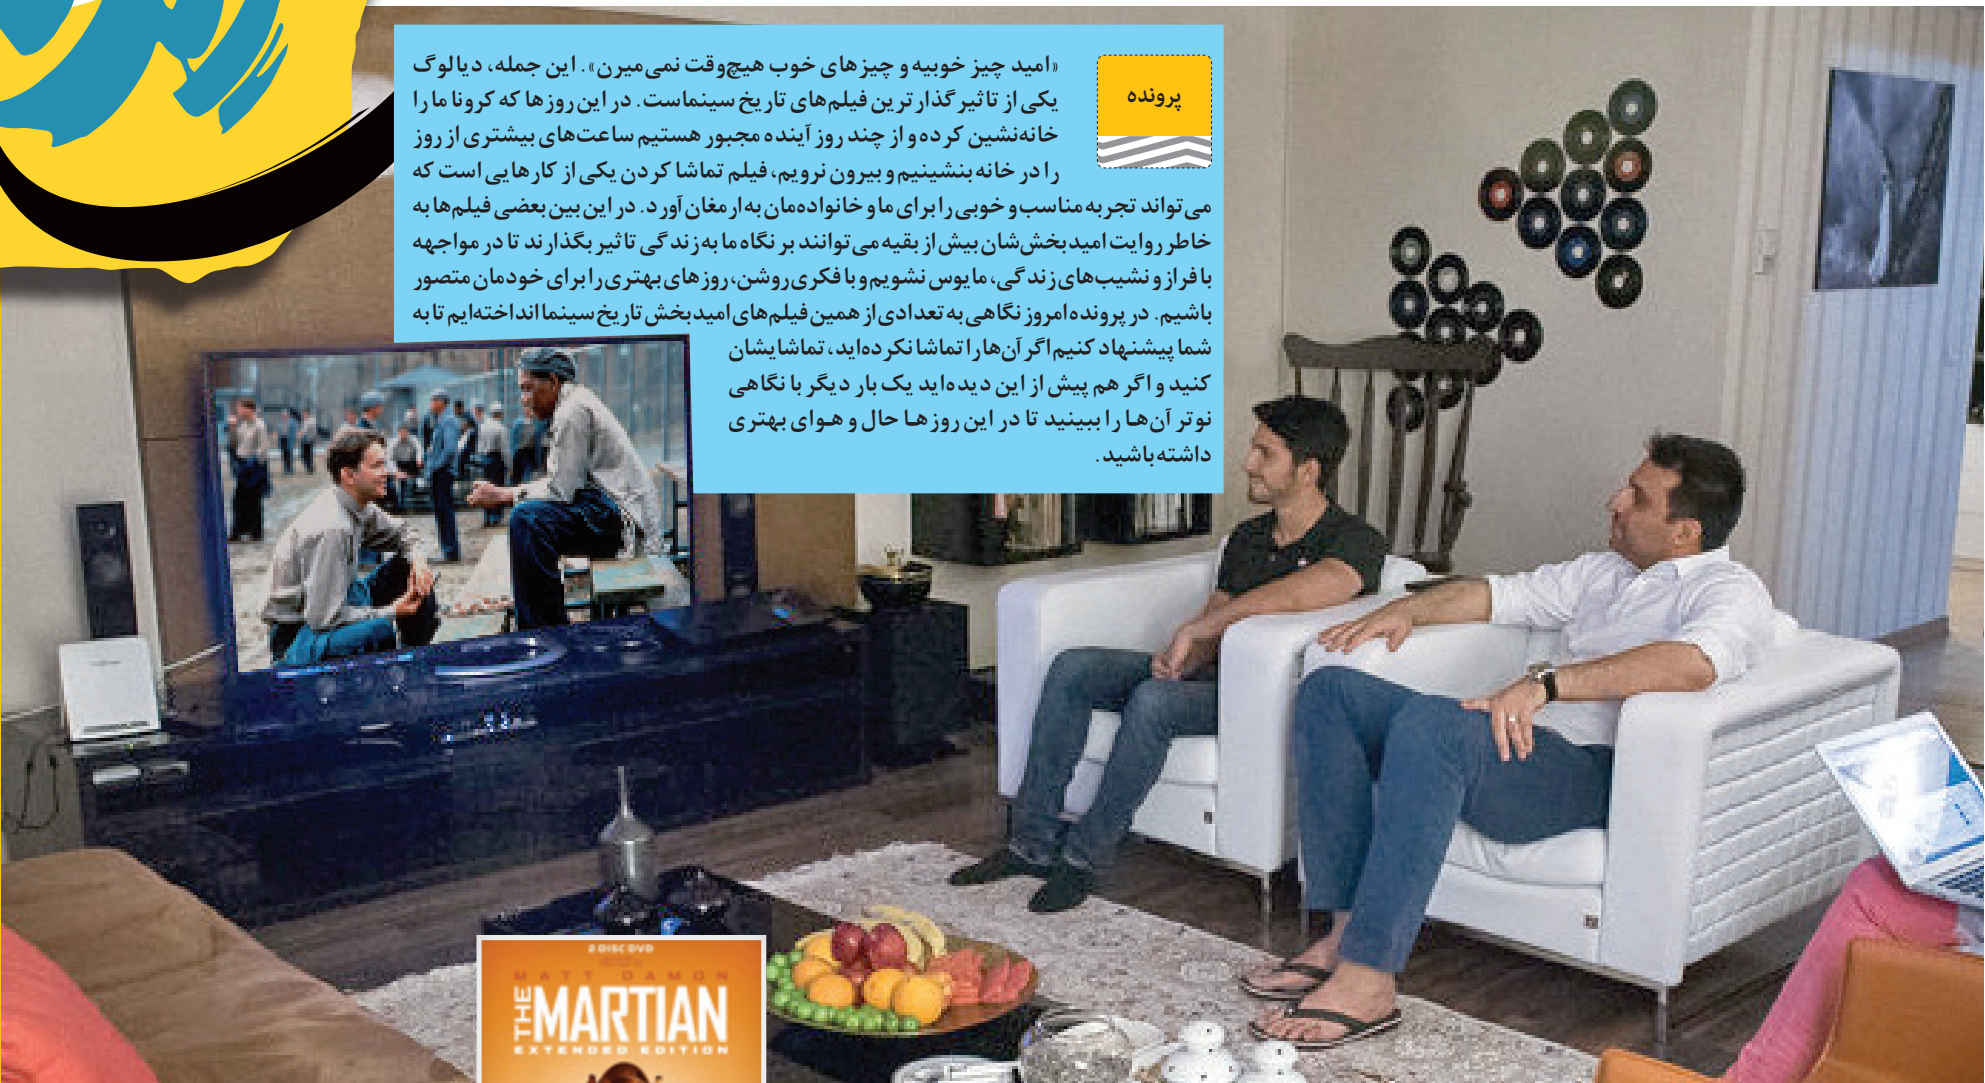 پرونده
«امید چیز خوبیه و چیزهای خوب هیچ‌وقت نمی‌میرن». این جمله، دیالوگ
یکی از تاثیرگذارترین فیلم‌های تاریخ سینماست. در این روزها که کرونا ما را
خانه‌نشین کرده و از چند روز آینده مجبور هستیم ساعت‌های بیشتری از روز
را در خانه بنشینیم و بیرون نرویم، فیلم تماشا کردن یکی از کارهایی است که
می‌تواند تجربه مناسب و خوبی را برای ما و خانواده‌مان به ارمغان آورد. در این بین بعضی فیلم‌ها به
خاطر روایت امیدبخش‌شان بیش از بقیه می‌توانند بر نگاه ما به زندگی تاثیر بگذارند تا در مواجهه
با فراز و نشیب‌های زندگی، مایوس نشویم و با فکری روشن، روزهای بهتری را برای خودمان متصور
باشیم. در پرونده امروز نگاهی به تعدادی از همین فیلم‌های امیدبخش تاریخ سینما انداخته‌ایم تا به
شما پیشنهاد کنیم اگر آن‌ها را تماشا نکرده‌اید، تماشایشان
کنید و اگر هم پیش از این دیده‌اید یک بار دیگر با نگاهی
نوتر آن‌هـا را ببینید تا در این روزهـا حال و هـوای بهتری
داشته باشید.
2 DISC DVD
MATT DAMON
THE MARTIAN
EXTENDED EDITION